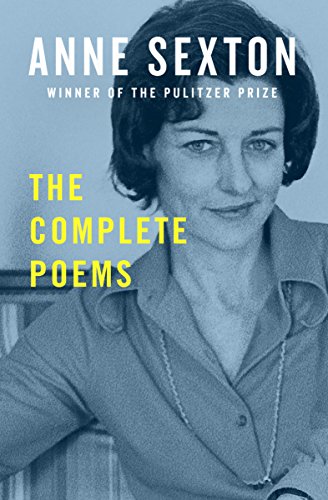 ANNE SEXTON
WINNER OF THE PULITZER PRIZE
THE
COMPLETE
POEMS